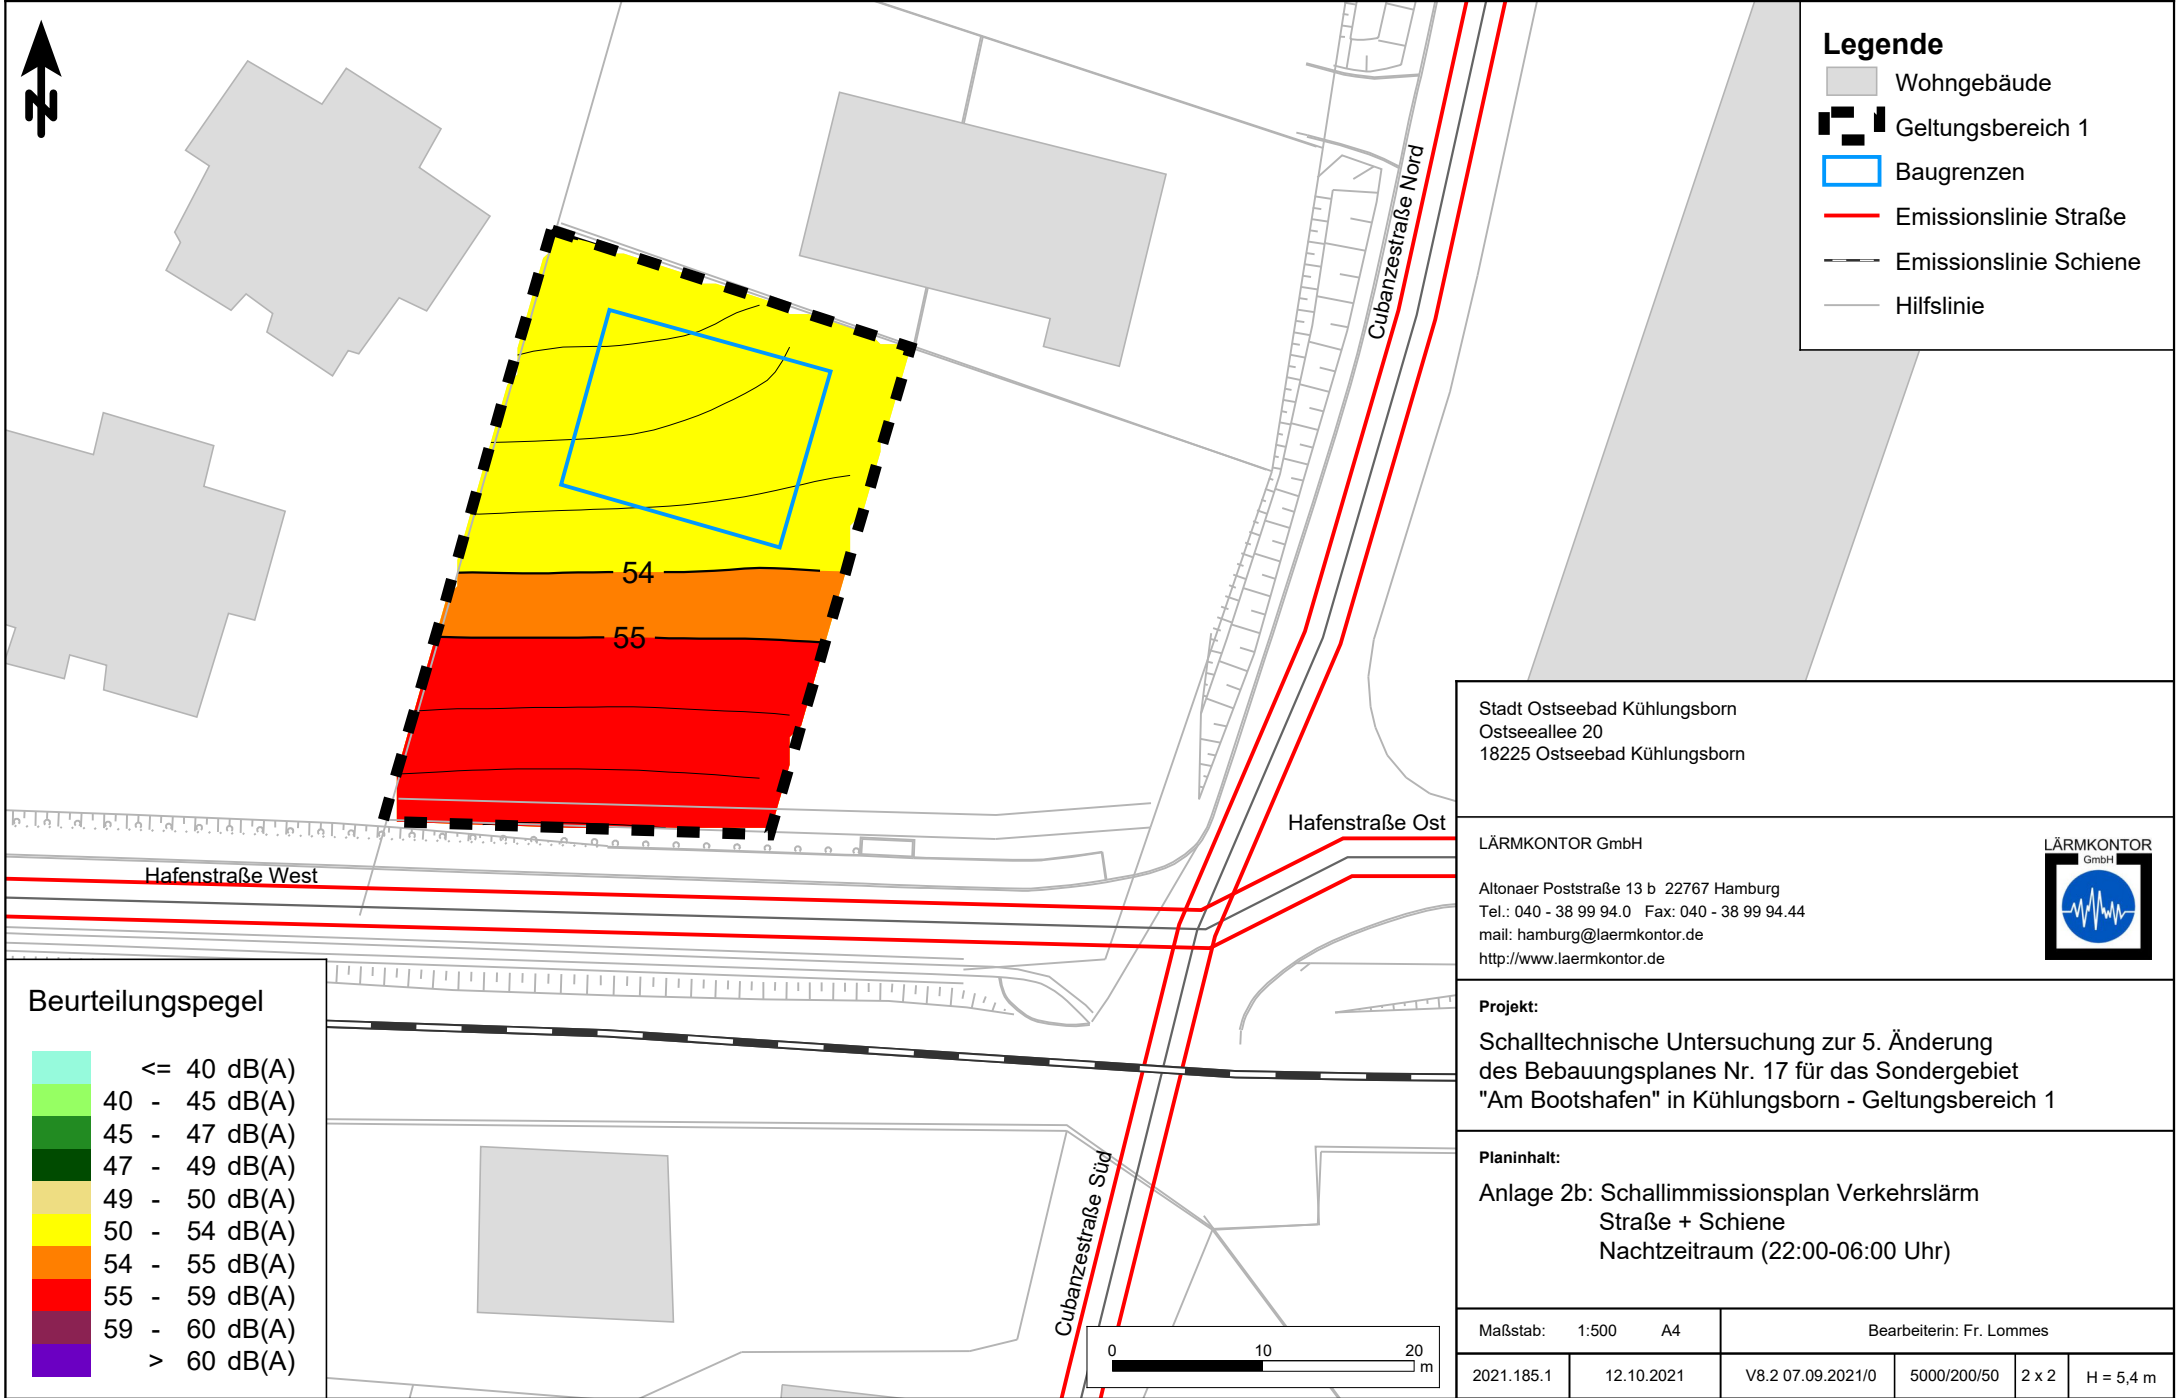 N
Legende
Wohngebäude
Geltungsbereich 1
Baugrenzen
Emissionslinie Straße
Emissionslinie Schiene
Hilfslinie
Cubanzestraße Nord
54
55
Hafenstraße Ost
Hafenstraße West
Cubanzestraße Süd
Beurteilungspegel
<= 40 dB(A)
40 - 45 dB(A)
45 - 47 dB(A)
47 - 49 dB(A)
49 - 50 dB(A)
50 - 54 dB(A)
54 - 55 dB(A)
55 - 59 dB(A)
59 - 60 dB(A)
> 60 dB(A)
0 10 20 m
Stadt Ostseebad Kühlungsborn
Ostseeallee 20
18225 Ostseebad Kühlungsborn
LÄRMKONTOR GmbH
Altonaer Poststraße 13 b 22767 Hamburg
Tel.: 040 - 38 99 94.0 Fax: 040 - 38 99 94.44
mail: hamburg@laermkontor.de
http://www.laermkontor.de
LÄRMKONTOR
GmbH
Projekt:
Schalltechnische Untersuchung zur 5. Änderung
des Bebauungsplanes Nr. 17 für das Sondergebiet
"Am Bootshafen" in Kühlungsborn - Geltungsbereich 1
Planinhalt:
Anlage 2b: Schallimmissionsplan Verkehrslärm
Straße + Schiene
Nachtzeitraum (22:00-06:00 Uhr)
Maßstab: 1:500 A4 Bearbeiterin: Fr. Lommes
2021.185.1 12.10.2021 V8.2 07.09.2021/0 5000/200/50 2 x 2 H = 5,4 m